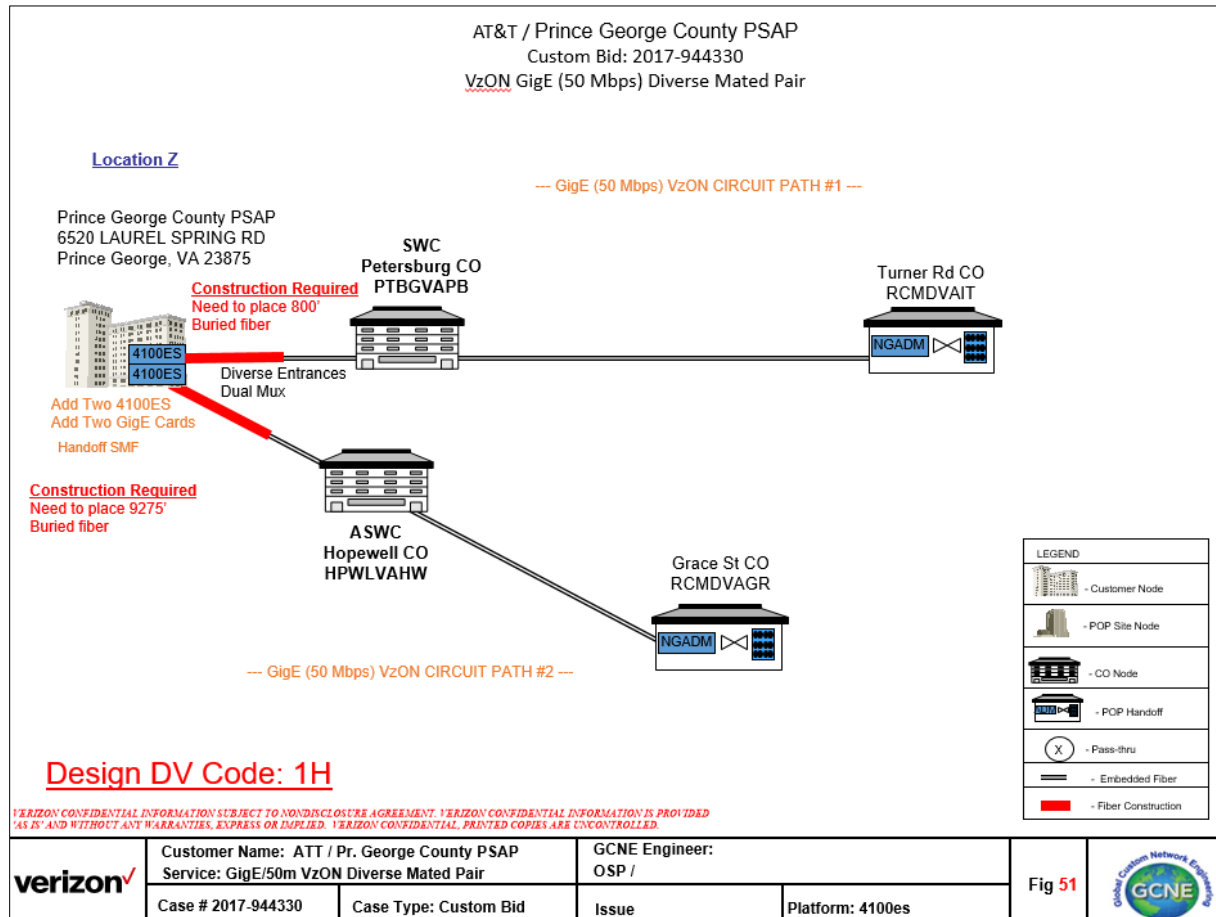 AT&T / Prince George County PSAP
Custom Bid: 2017-944330
VzON GigE (50 Mbps) Diverse Mated Pair
Location Z
--- GigE (50 Mbps) VzON CIRCUIT PATH #1 ---
Prince George County PSAP
6520 LAUREL SPRING RD
Prince George, VA 23875
SWC
Petersburg CO
PTBGVAPB
Turner Rd CO
RCMDVAIT
Construction Required
Need to place 800'
Buried fiber
NGADM
4100ES
4100ES
Diverse Entrances
Dual Mux
Add Two 4100ES
Add Two GigE Cards
Handoff SMF
Construction Required
Need to place 9275'
Buried fiber
ASWC
Hopewell CO
HPWLVAHW
Grace St CO
RCMDVAGR
NGADM
--- GigE (50 Mbps) VzON CIRCUIT PATH #2 ---
LEGEND
- Customer Node
- POP Site Node
- CO Node
- POP Handoff
X
- Pass-thru
- Embedded Fiber
- Fiber Construction
Design DV Code: 1H
VERIZON CONFIDENTIAL INFORMATION SUBJECT TO NONDISCLOSURE AGREEMENT. VERIZON CONFIDENTIAL INFORMATION IS PROVIDED
'AS IS' AND WITHOUT ANY WARRANTIES, EXPRESS OR IMPLIED. VERIZON CONFIDENTIAL, PRINTED COPIES ARE UNCONTROLLED.
verizon
Customer Name: ATT / Pr. George County PSAP
Service: GigE/50m VzON Diverse Mated Pair
GCNE Engineer:
OSP /
Fig 51
Global Custom Network Engineering
GCNE
Case # 2017-944330
Case Type: Custom Bid
Issue
Platform: 4100es